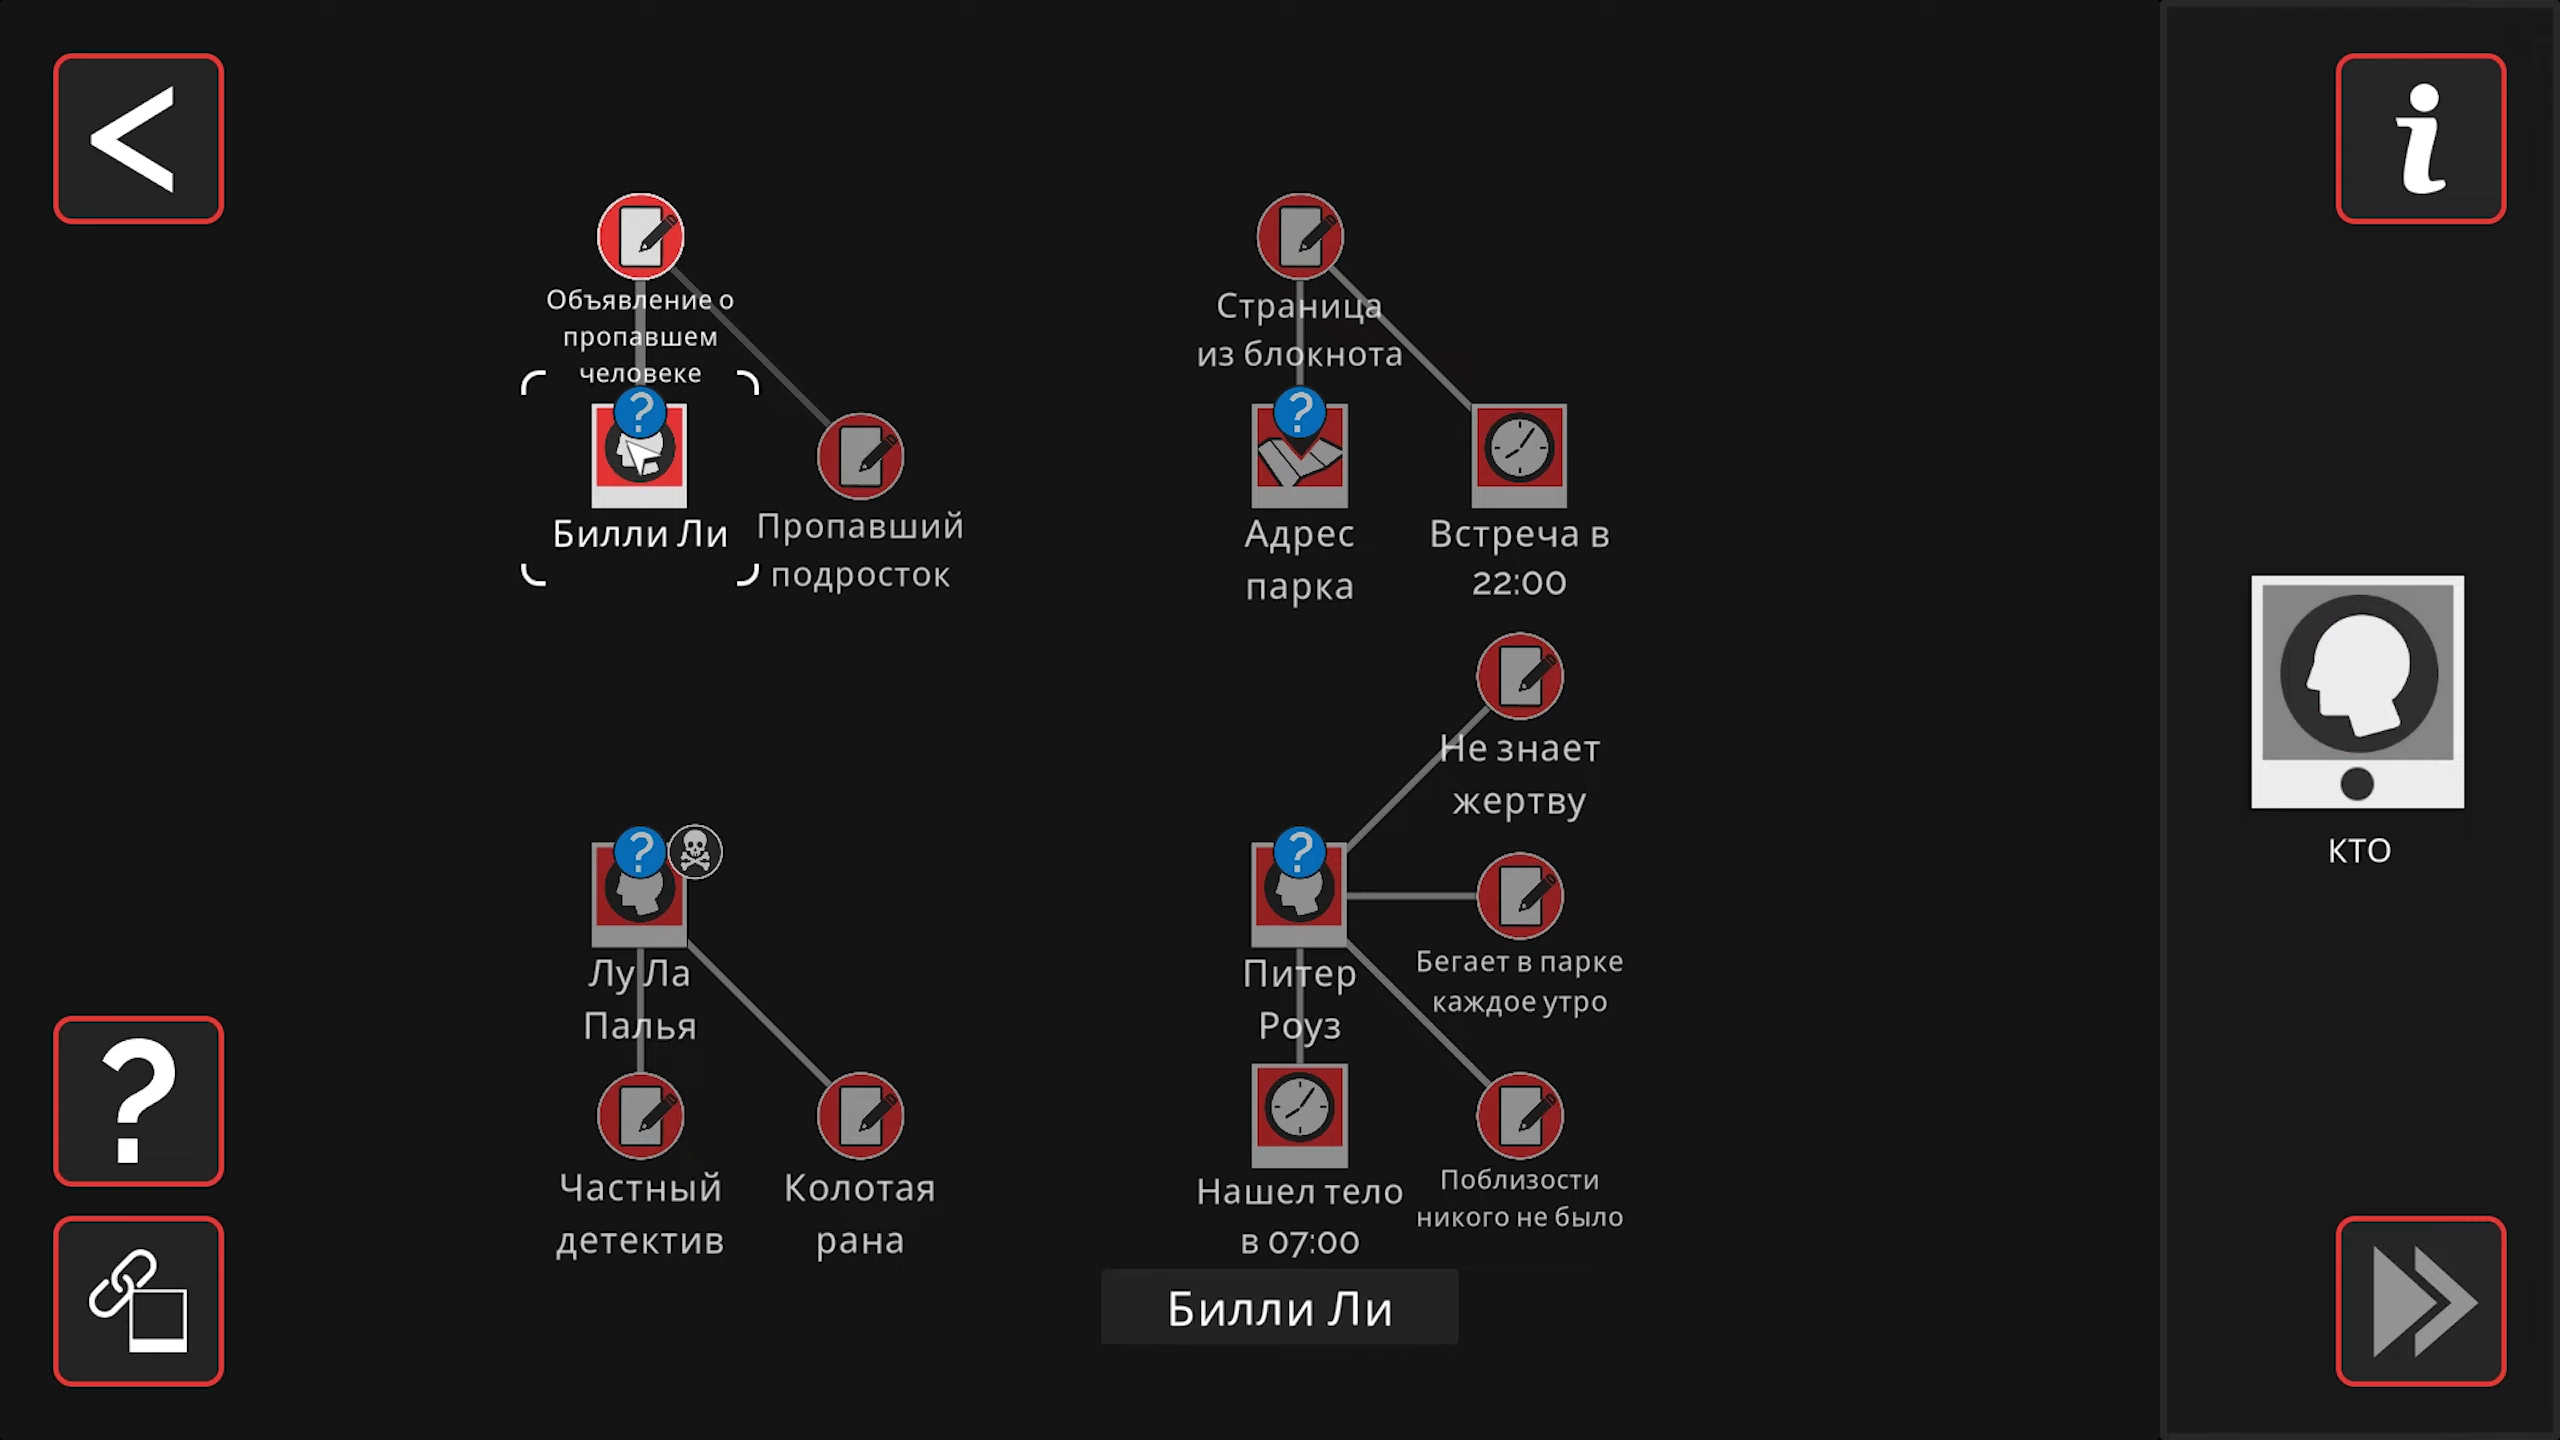 Объявление о
пропавшем
человеке
Билли Ли
Пропавший
подросток
Страница
из блокнота
Адрес
парка
Встреча в
22:00
Не знает
жертву
Лу Ла
Палья
Частный
детектив
Колотая
рана
Питер
Роуз
Бегает в парке
каждое утро
Нашел тело
в 07:00
Поблизости
никого не было
Билли Ли
КТО